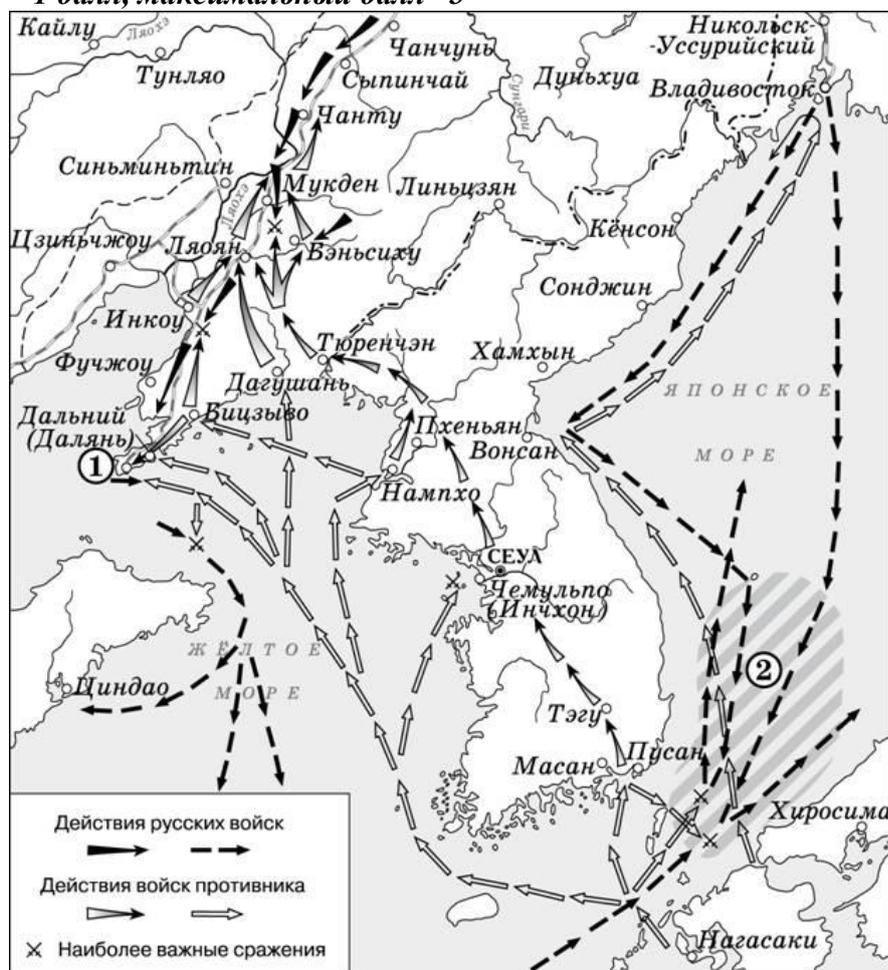 1 балл, максимальный балл - 3
Кайлу
Ляохэ
Тунляо
Чанчунь
Сыпинчай
Сунгари
Дуньхуа
Никольск-
-Уссурийский
Владивосток
Чанту
Синьминьтин
Ляохе
Мукден
Линьцзян
Кёнсон
Цзиньчжоу
Ляоян
Бэньсиху
Сонджин
Инкоу
Тюренчэн
Хамхын
Фучжоу
Дагушань
ЯПОНСКОЕ
МОРЕ
Дальний
(Далянь)
Бицзыво
Пхеньян
Вонсан
1
Нампхо
СЕУЛ
Чемульпо
(Инчхон)
ЖЁЛТОЕ
МОРЕ
Циндао
2
Тэгу
Масан
Пусан
Хиросима
Нагасаки
Действия русских войск
Действия войск противника
Наиболее важные сражения